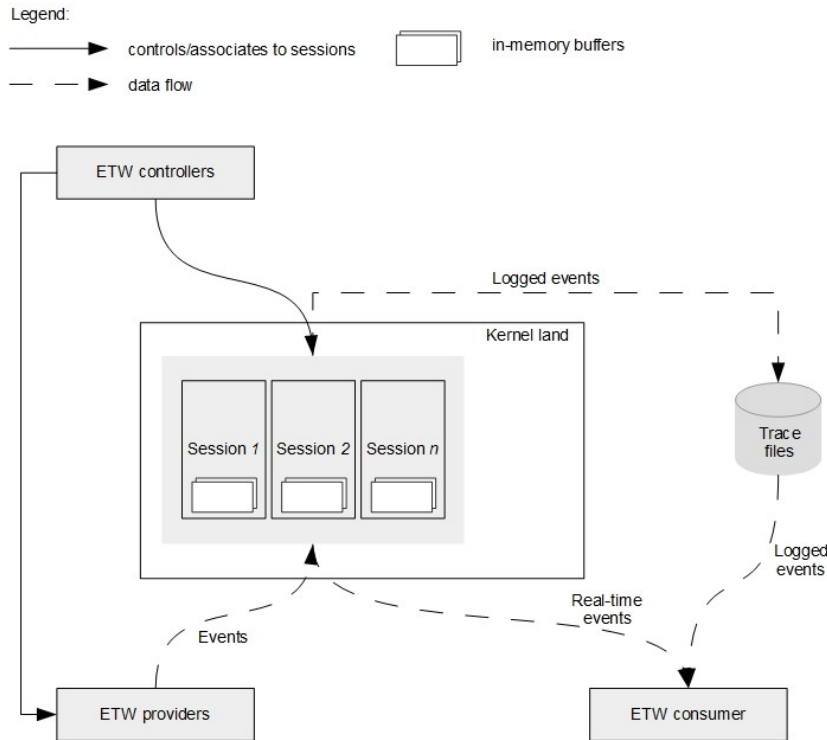 Legend:
controls/associates to sessions
in-memory buffers
data flow
ETW controllers
Logged events
Kernel land
Session 1
Session 2
Session n
Trace
files
Logged
events
Real-time
events
Events
ETW providers
ETW consumer